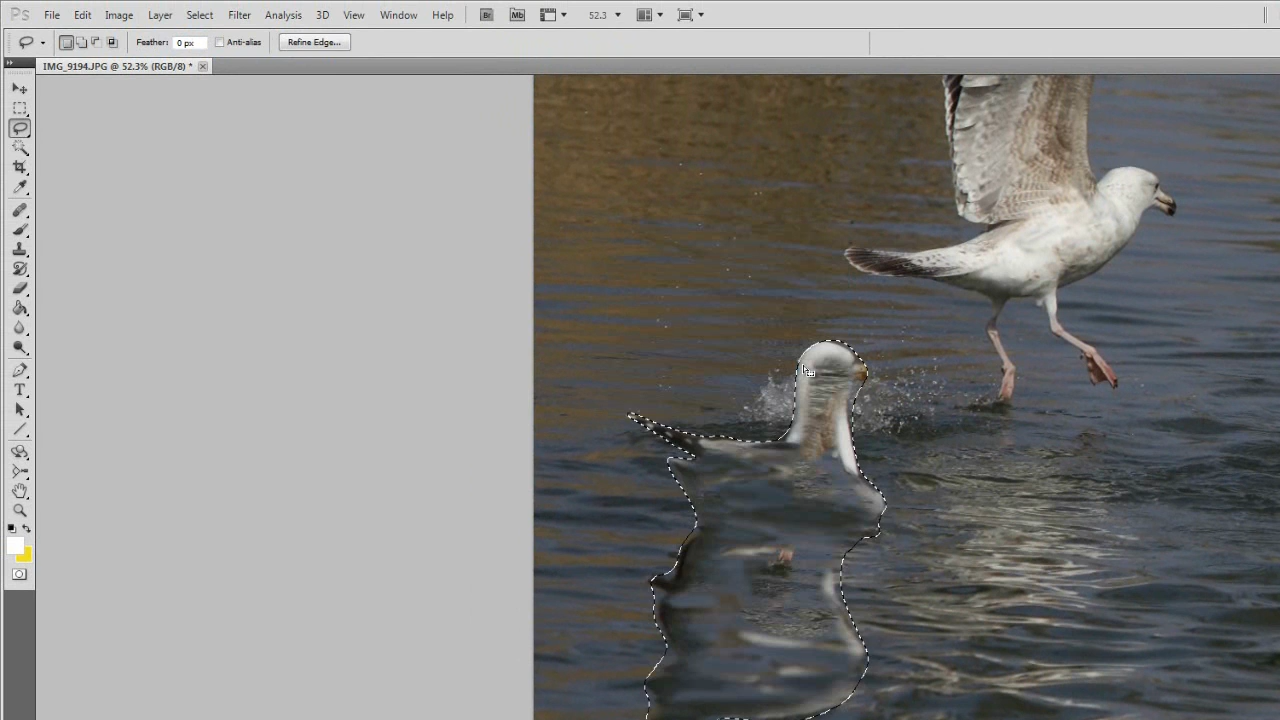 Ps File Edit Image Layer Select Filter Analysis 3D View Window Help Br Mb 52.3
Feather: 0 px Anti-alias Refine Edge...
IMG_9194.JPG @ 52.3% (RGB/8) *
T